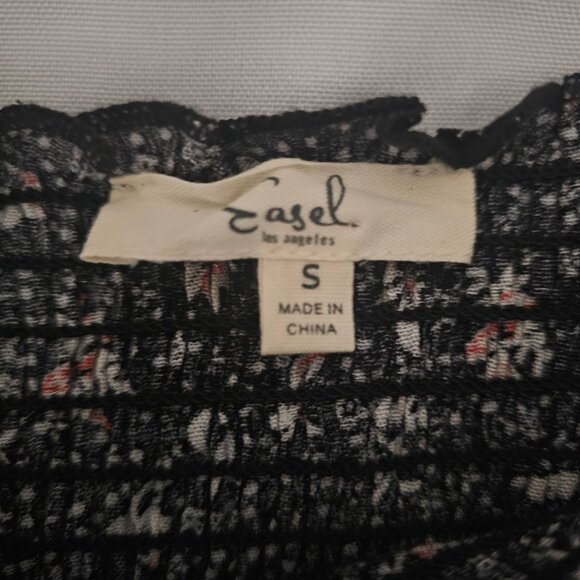 Easel.
los angeles
S
MADE IN
CHINA